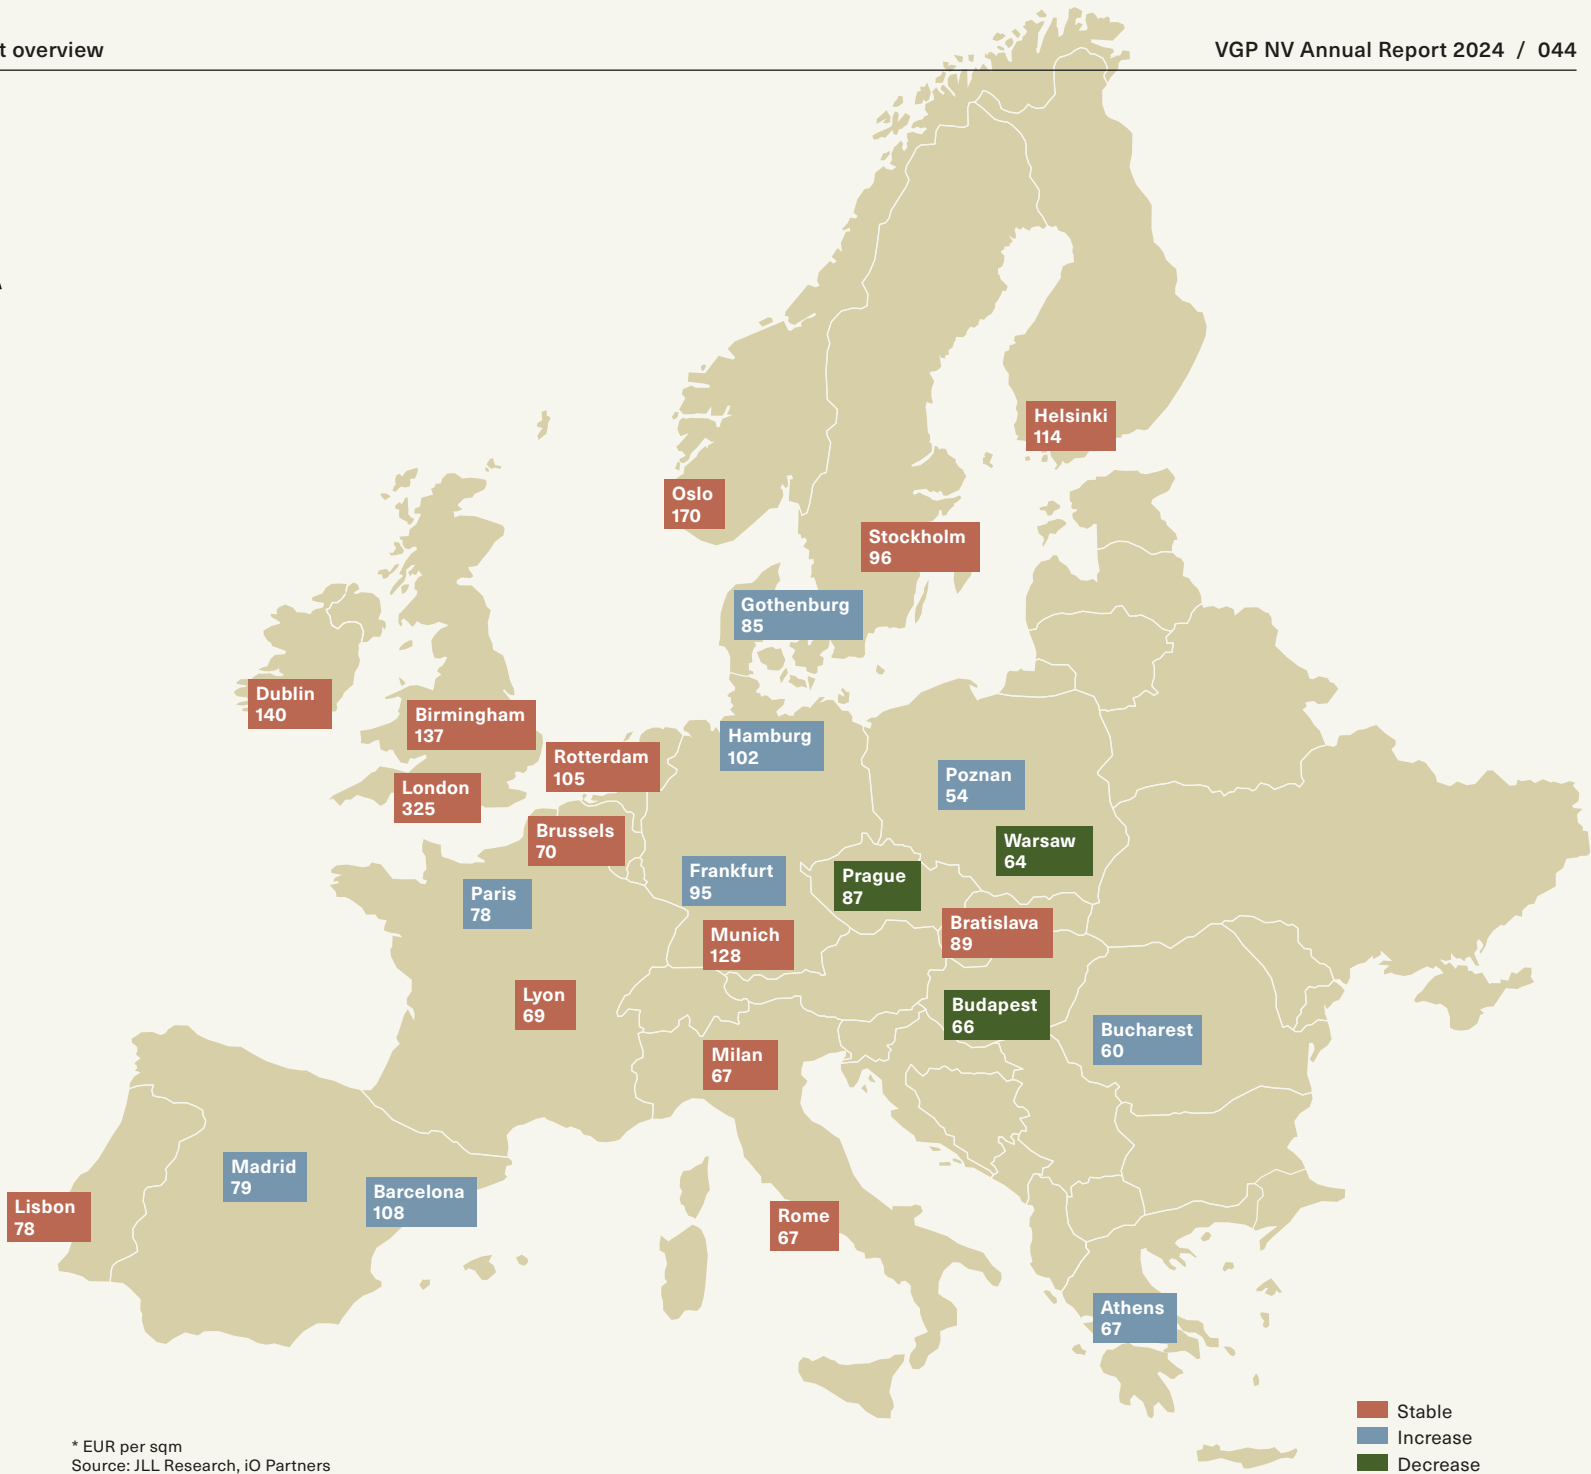 t overview
VGP NV Annual Report 2024 / 044
Helsinki
114
Oslo
170
Stockholm
96
Gothenburg
85
Dublin
140
Birmingham
137
Hamburg
102
Rotterdam
105
Poznan
54
London
325
Brussels
70
Warsaw
64
Frankfurt
95
Prague
87
Paris
78
Bratislava
89
Munich
128
Lyon
69
Budapest
66
Bucharest
60
Milan
67
Madrid
79
Barcelona
108
Lisbon
78
Rome
67
Athens
67
Stable
Increase
Decrease
* EUR per sqm
Source: JLL Research, iO Partners